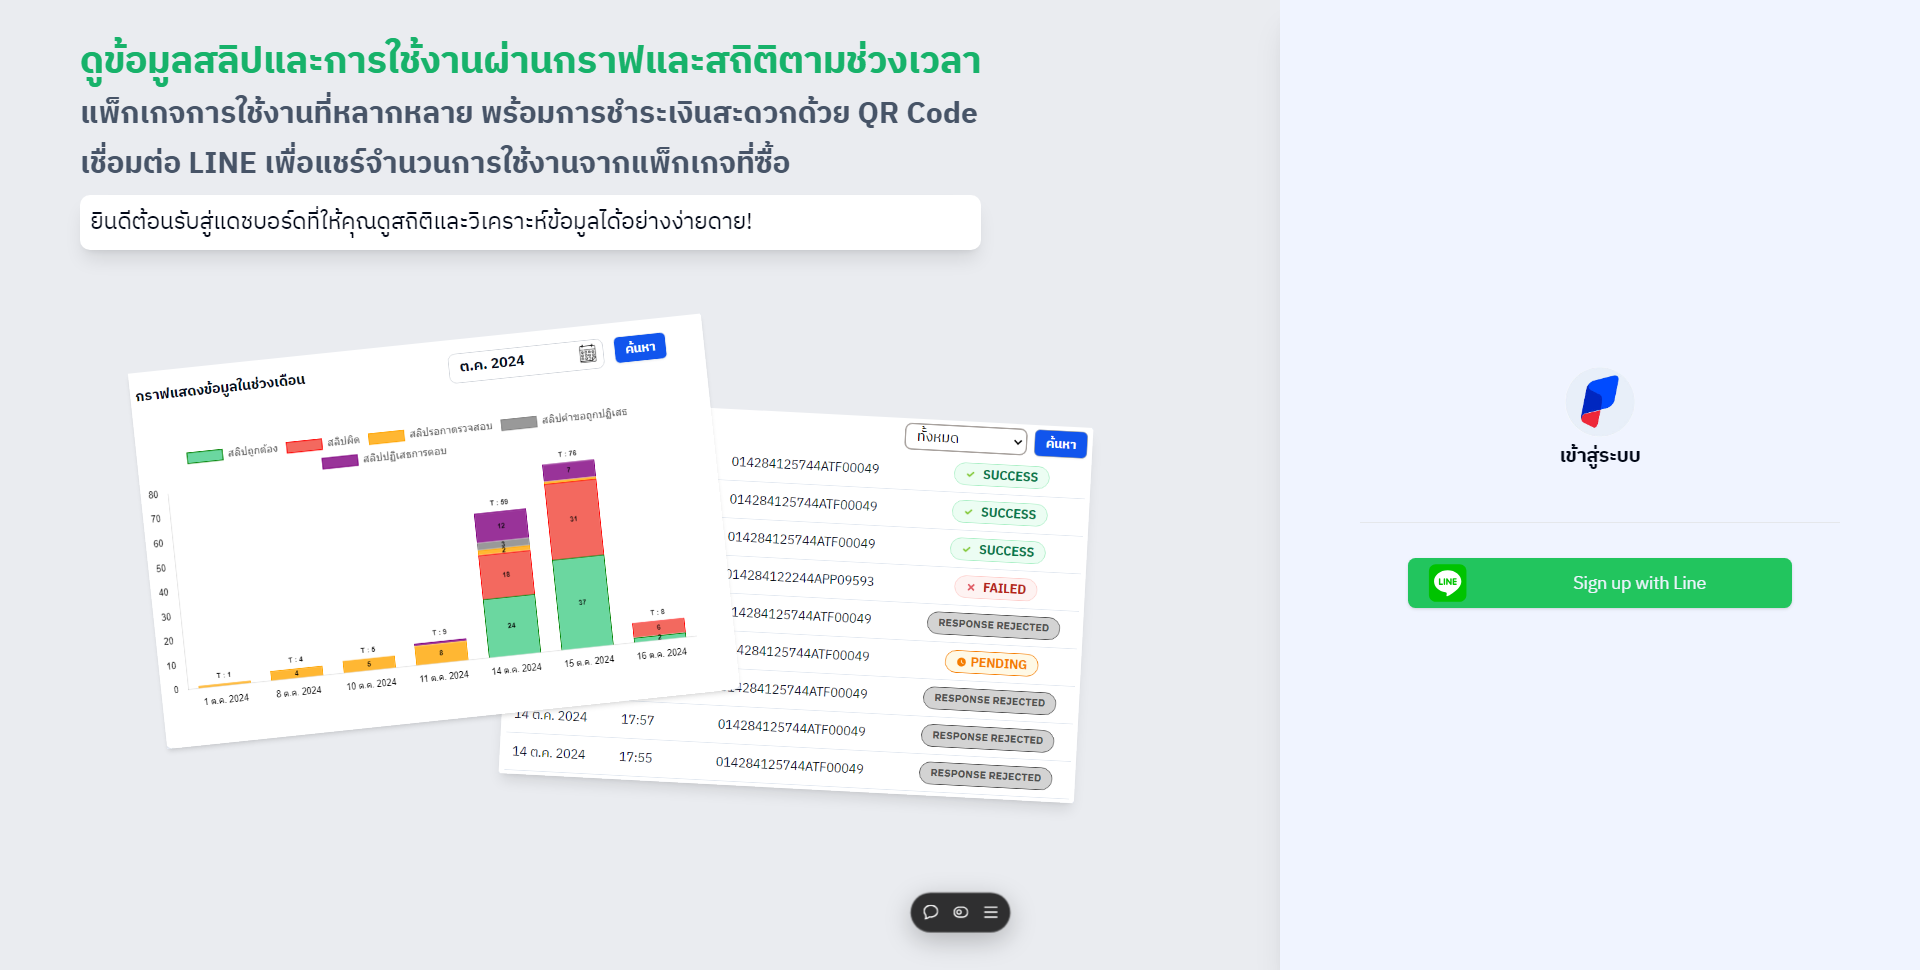 ดูข้อมูลสลิปและการใช้งานผ่านกราฟและสถิติตามช่วงเวลา
แพ็กเกจการใช้งานที่หลากหลาย พร้อมการชำระเงินสะดวกด้วย QR Code
เชื่อมต่อ LINE เพื่อแชร์จำนวนการใช้งานจากแพ็กเกจที่ซื้อ
ยินดีต้อนรับสู่แดชบอร์ดที่ให้คุณดูสถิติและวิเคราะห์ข้อมูลได้อย่างง่ายดาย!
กราฟแสดงข้อมูลในช่วงเดือน
ต.ค. 2024
ค้นหา
สลิปถูกต้อง
สลิปผิด
สลิปรอการตรวจสอบ
สลิปคำขอถูกปฏิเสธ
สลิปปฏิเสธการตอบ
80
70
60
50
40
30
20
10
0
T : 1
T : 4
4
T : 5
5
T : 9
8
T : 59
12
3
2
18
24
T : 76
7
31
37
T : 8
6
2
1 ต.ค. 2024
8 ต.ค. 2024
10 ต.ค. 2024
11 ต.ค. 2024
14 ต.ค. 2024
15 ต.ค. 2024
16 ต.ค. 2024
ทั้งหมด
ค้นหา
014284125744ATF00049 SUCCESS
014284125744ATF00049 SUCCESS
014284125744ATF00049 SUCCESS
014284122244APP09593 FAILED
014284125744ATF00049 RESPONSE REJECTED
014284125744ATF00049 PENDING
014284125744ATF00049 RESPONSE REJECTED
14 ต.ค. 2024 17:57 014284125744ATF00049 RESPONSE REJECTED
14 ต.ค. 2024 17:55 014284125744ATF00049 RESPONSE REJECTED
เข้าสู่ระบบ
LINE
Sign up with Line